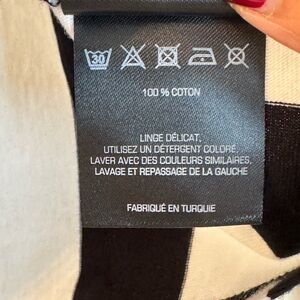 30
100 % COTON
LINGE DÉLICAT,
UTILISEZ UN DÉTERGENT COLORÉ
LAVER AVEC DES COULEURS SIMILAIRES,
LAVAGE ET REPASSAGE DE LA GAUCHE
FABRIQUÉ EN TURQUIE